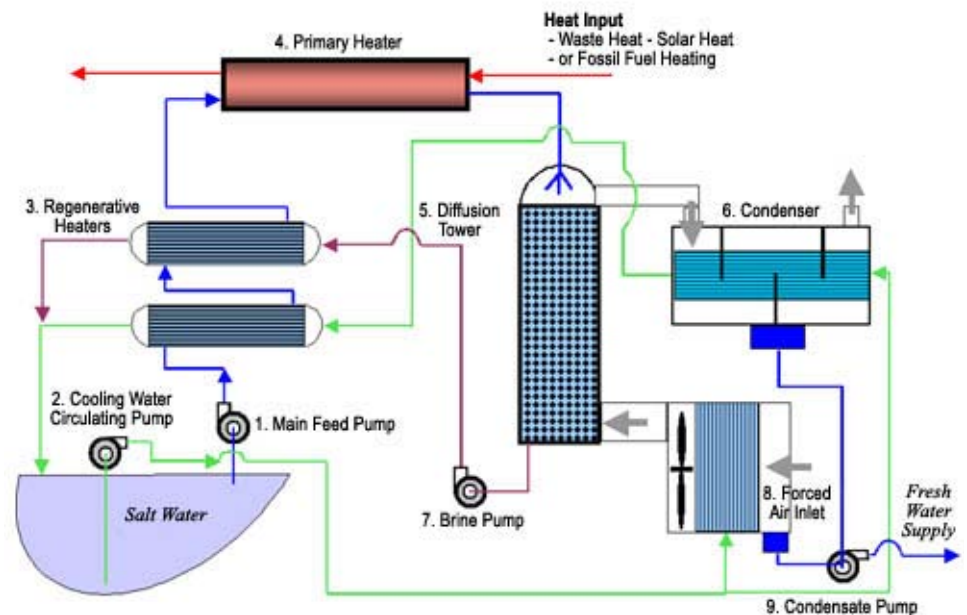 Heat Input
- Waste Heat - Solar Heat
- or Fossil Fuel Heating
4. Primary Heater
3. Regenerative
Heaters
5. Diffusion
Tower
6. Condenser
2. Cooling Water
Circulating Pump
1. Main Feed Pump
Salt Water
7. Brine Pump
8. Forced
Air Inlet
Fresh
Water
Supply
9. Condensate Pump